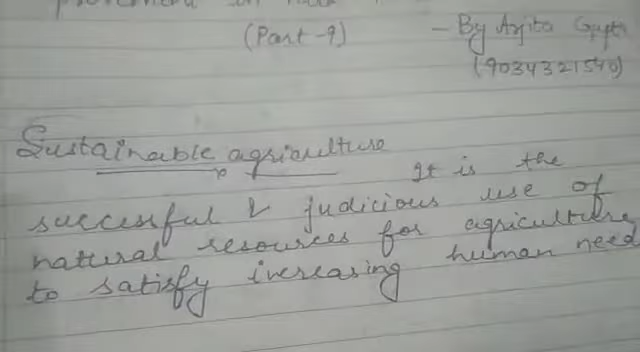 (Part-9) - By Arjita Gupta
(9034321540)
Sustainable agriculture
It is the
successful & judicious use of
natural resources for agriculture
to satisfy increasing human need